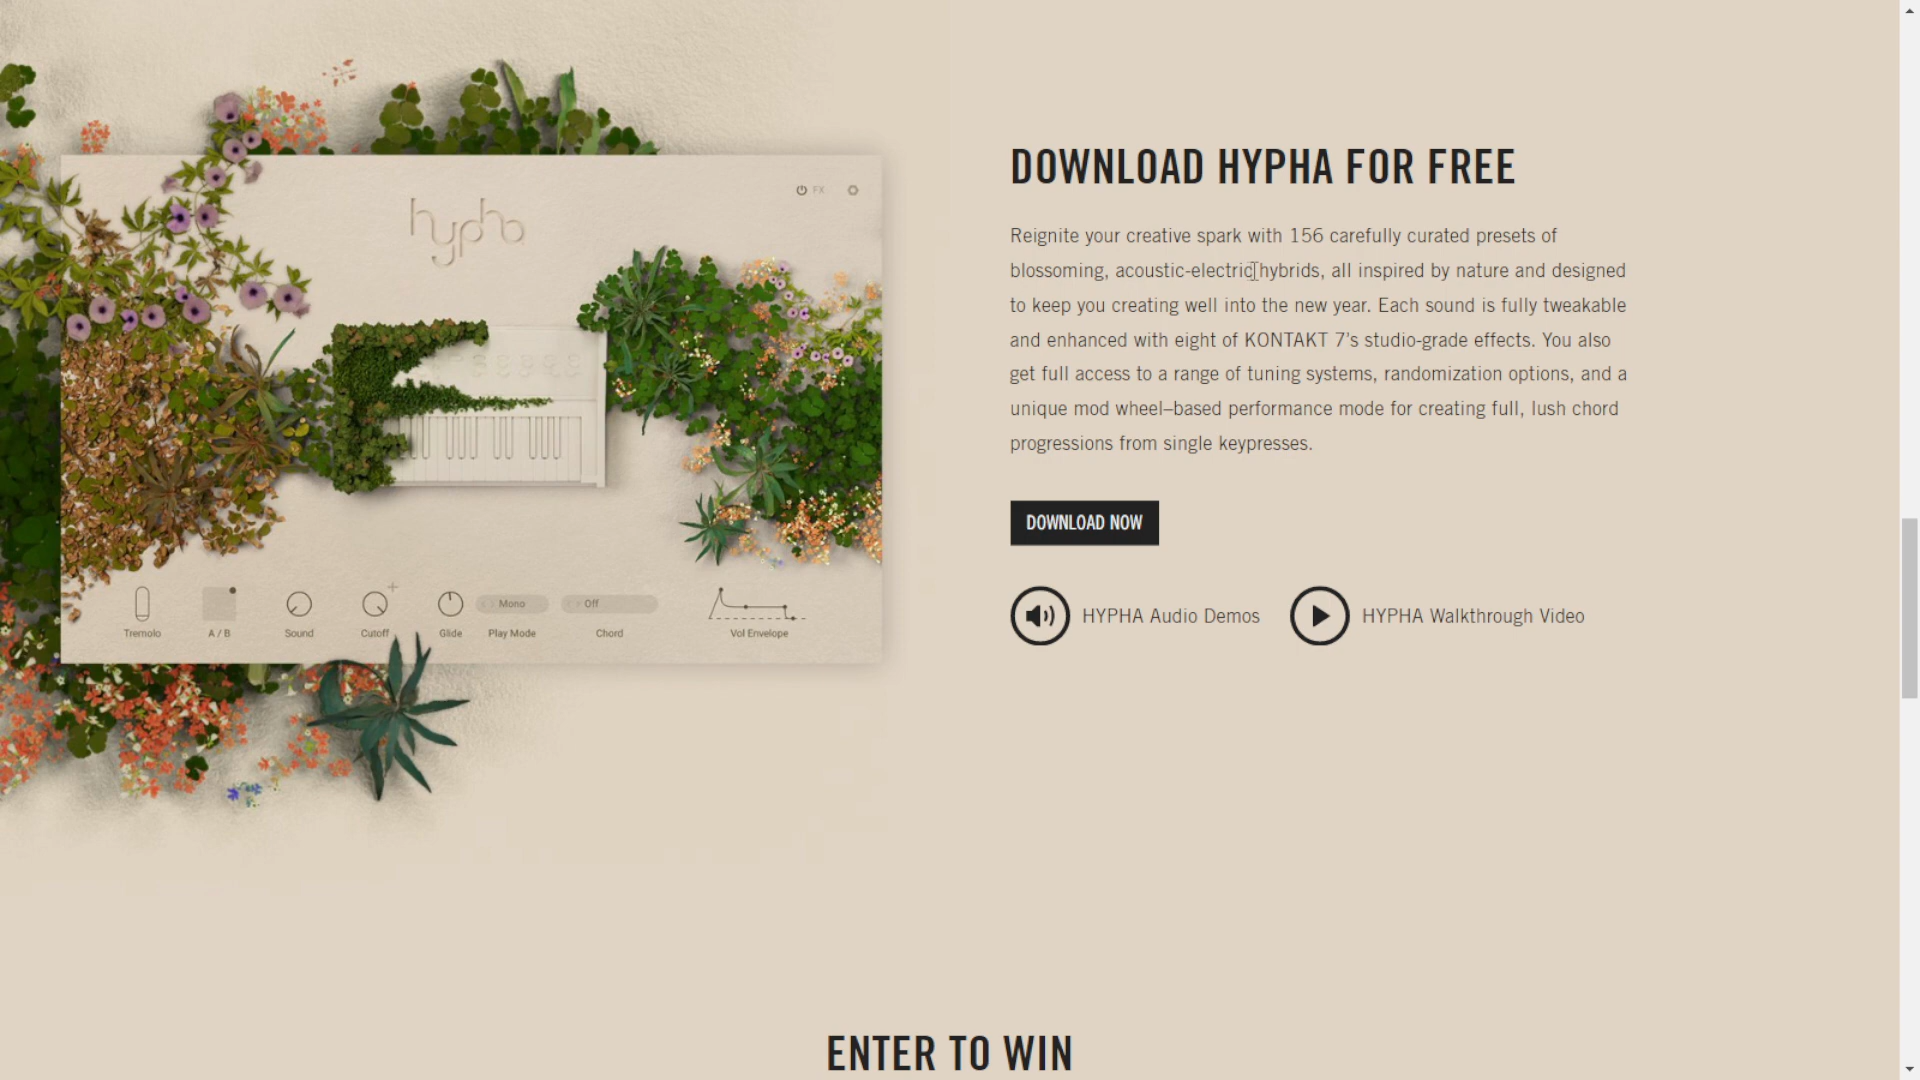 DOWNLOAD HYPHA FOR FREE
Reignite your creative spark with 156 carefully curated presets of
blossoming, acoustic-electric hybrids, all inspired by nature and designed
to keep you creating well into the new year. Each sound is fully tweakable
and enhanced with eight of KONTAKT 7’s studio-grade effects. You also
get full access to a range of tuning systems, randomization options, and a
unique mod wheel–based performance mode for creating full, lush chord
progressions from single keypresses.
DOWNLOAD NOW
HYPHA Audio Demos
HYPHA Walkthrough Video
FX
hypha
Mono
Off
Tremolo
A / B
Sound
Cutoff
Glide
Play Mode
Chord
Vol Envelope
ENTER TO WIN